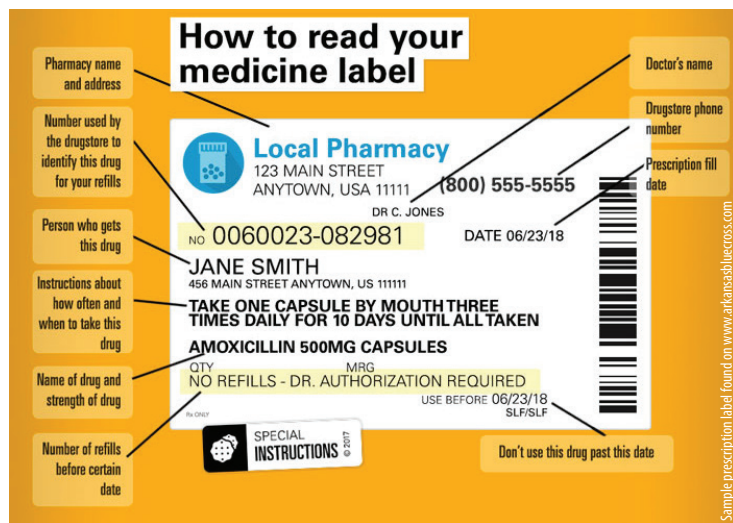 How to read your
medicine label
Pharmacy name
and address
Number used by
the drugstore to
identify this drug
for your refills
Person who gets
this drug
Instructions about
how often and
when to take this
drug
Name of drug and
strength of drug
Number of refills
before certain
date
Local Pharmacy
123 MAIN STREET
ANYTOWN, USA 11111
(800) 555-5555
DR C. JONES
NO 0060023-082981
DATE 06/23/18
JANE SMITH
456 MAIN STREET ANYTOWN, US 111111
TAKE ONE CAPSULE BY MOUTH THREE
TIMES DAILY FOR 10 DAYS UNTIL ALL TAKEN
AMOXICILLIN 500MG CAPSULES
QTY MRG
NO REFILLS - DR. AUTHORIZATION REQUIRED
USE BEFORE 06/23/18
SLF/SLF
Rx ONLY
SPECIAL
INSTRUCTIONS
© 2017
Doctor's name
Drugstore phone
number
Prescription fill
date
Don't use this drug past this date
Sample prescription label found on www.arkansasbluecross.com